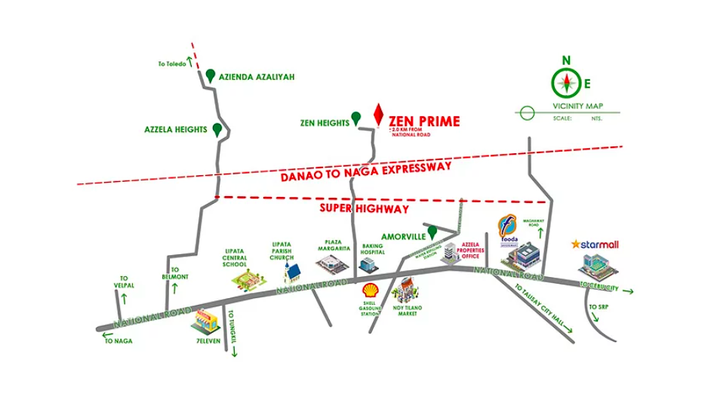 To Toledo
AZIENDA AZALIYAH
N
E
VICINITY MAP
SCALE: NTS.
AZZELA HEIGHTS
ZEN HEIGHTS
ZEN PRIME
2.0 KM FROM
NATIONAL ROAD
DANAO TO NAGA EXPRESSWAY
SUPER HIGHWAY
AMORVILLE
fooda
starmall
LIPATA
CENTRAL
SCHOOL
LIPATA
PARISH
CHURCH
PLAZA
MARGARITA
BAKING
HOSPITAL
AZZELA
PROPERTIES
OFFICE
ROAD
TO
VELPAL
TO
BELMONT
NATIONAL ROAD
NATIONAL ROAD
NATIONAL ROAD
TO CEBU CITY
SHELL
GASOLINE
STATION
NOY TILANO
MARKET
TO NAGA
7ELEVEN
TO TUNGKIL
TO TALISAY CITY HALL
TO SRP